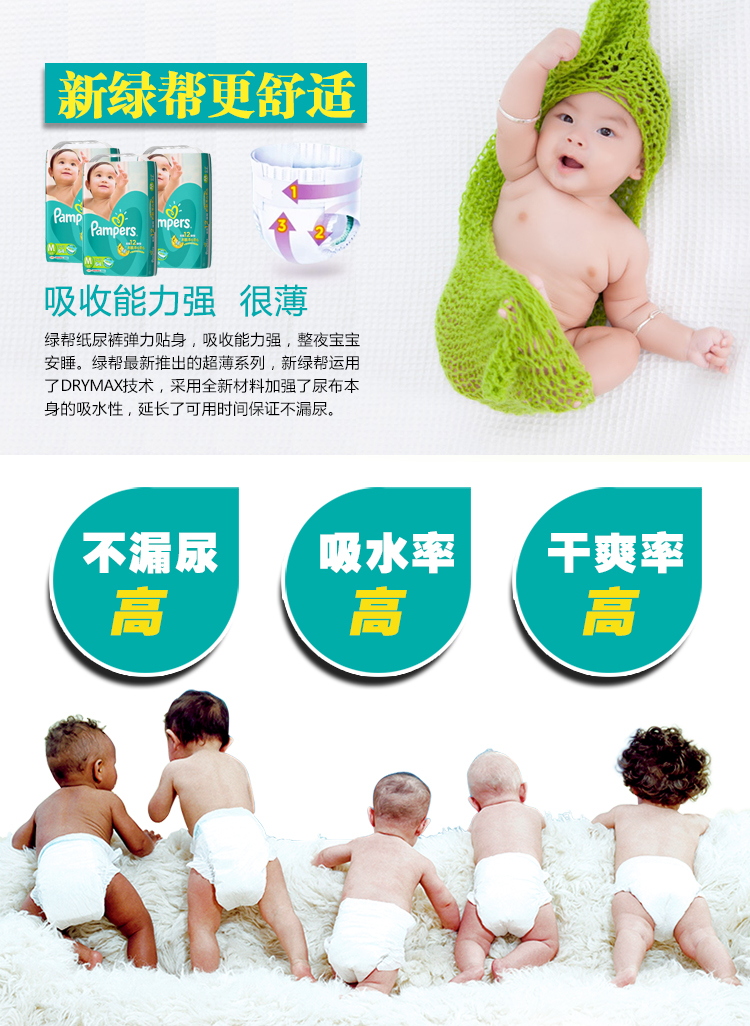 新绿帮更舒适
Pampers
Pampers
M
M
12
1
2
3
吸收能力强 很薄
绿帮纸尿裤弹力贴身，吸收能力强，整夜宝宝
安睡。绿帮最新推出的超薄系列，新绿帮运用
了DRYMAX技术，采用全新材料加强了尿布本
身的吸水性，延长了可用时间保证不漏尿。
不漏尿
高
吸水率
高
干爽率
高